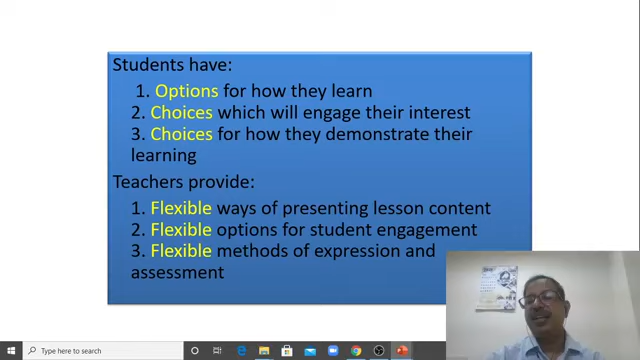 Students have:
1. Options for how they learn
2. Choices which will engage their interest
3. Choices for how they demonstrate their
learning
Teachers provide:
1. Flexible ways of presenting lesson content
2. Flexible options for student engagement
3. Flexible methods of expression and
assessment
Type here to search